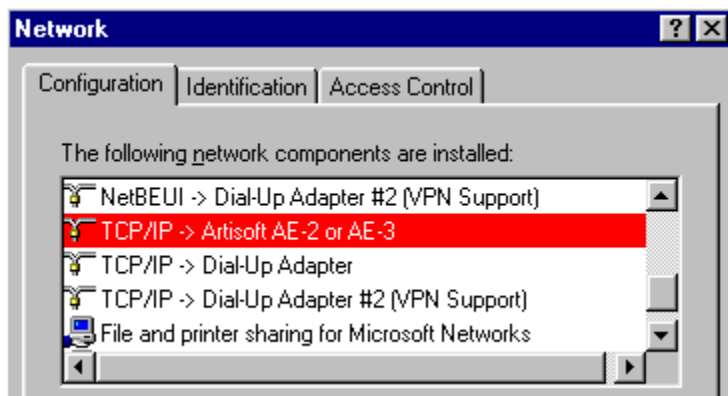 Network
Configuration Identification Access Control
The following network components are installed:
NetBEUI -> Dial-Up Adapter #2 (VPN Support)
TCP/IP -> Artisoft AE-2 or AE-3
TCP/IP -> Dial-Up Adapter
TCP/IP -> Dial-Up Adapter #2 (VPN Support)
File and printer sharing for Microsoft Networks